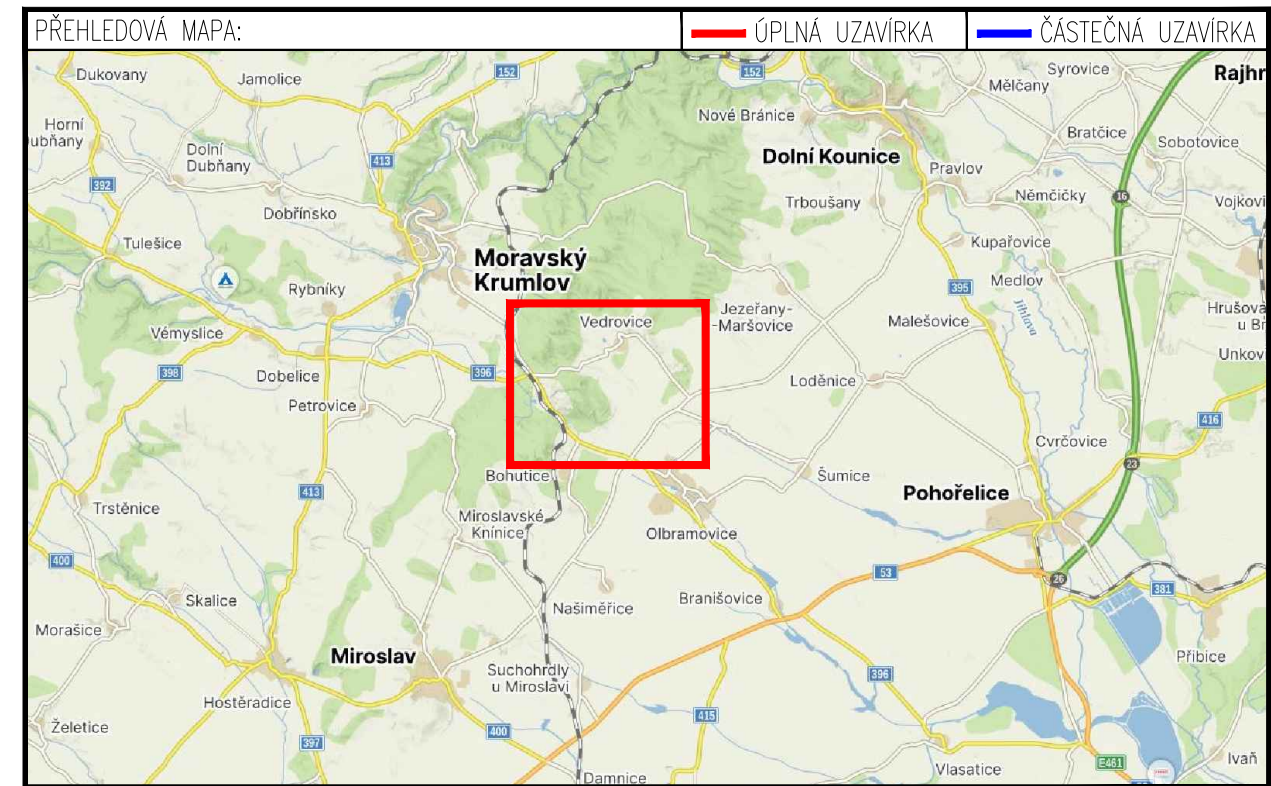 PŘEHLEDOVÁ MAPA:
ÚPLNÁ UZAVÍRKA
ČÁSTEČNÁ UZAVÍRKA
Dukovany
Jamolice
152
152
Syrovice
Mělčany
Rajhr
Nové Bránice
Horní
ubňany
Dolní
Dubňany
413
Dolní Kounice
Bratčice
Sobotovice
Pravlov
392
Němčičky
16
Vojkovi
Trboušany
Dobřínsko
Tulešice
Moravský
Krumlov
Kupařovice
Rybníky
395
Medlov
Jihlava
Jezeřany-
-Maršovice
Hrušova
u Br
Vedrovice
Malešovice
Vémyslice
Unkov
398
Dobelice
396
Loděnice
Petrovice
416
Cvrčovice
23
Bohutice
Šumice
413
Pohořelice
Trstěnice
Miroslavské
Knínice
Olbramovice
400
53
26
381
Skalice
Našiměřice
Branišovice
Morašice
Miroslav
Přibice
Suchohrdly
u Miroslavi
396
Hostěradice
415
Želetice
400
397
Vlasatice
E461
Ivaň
Damnice